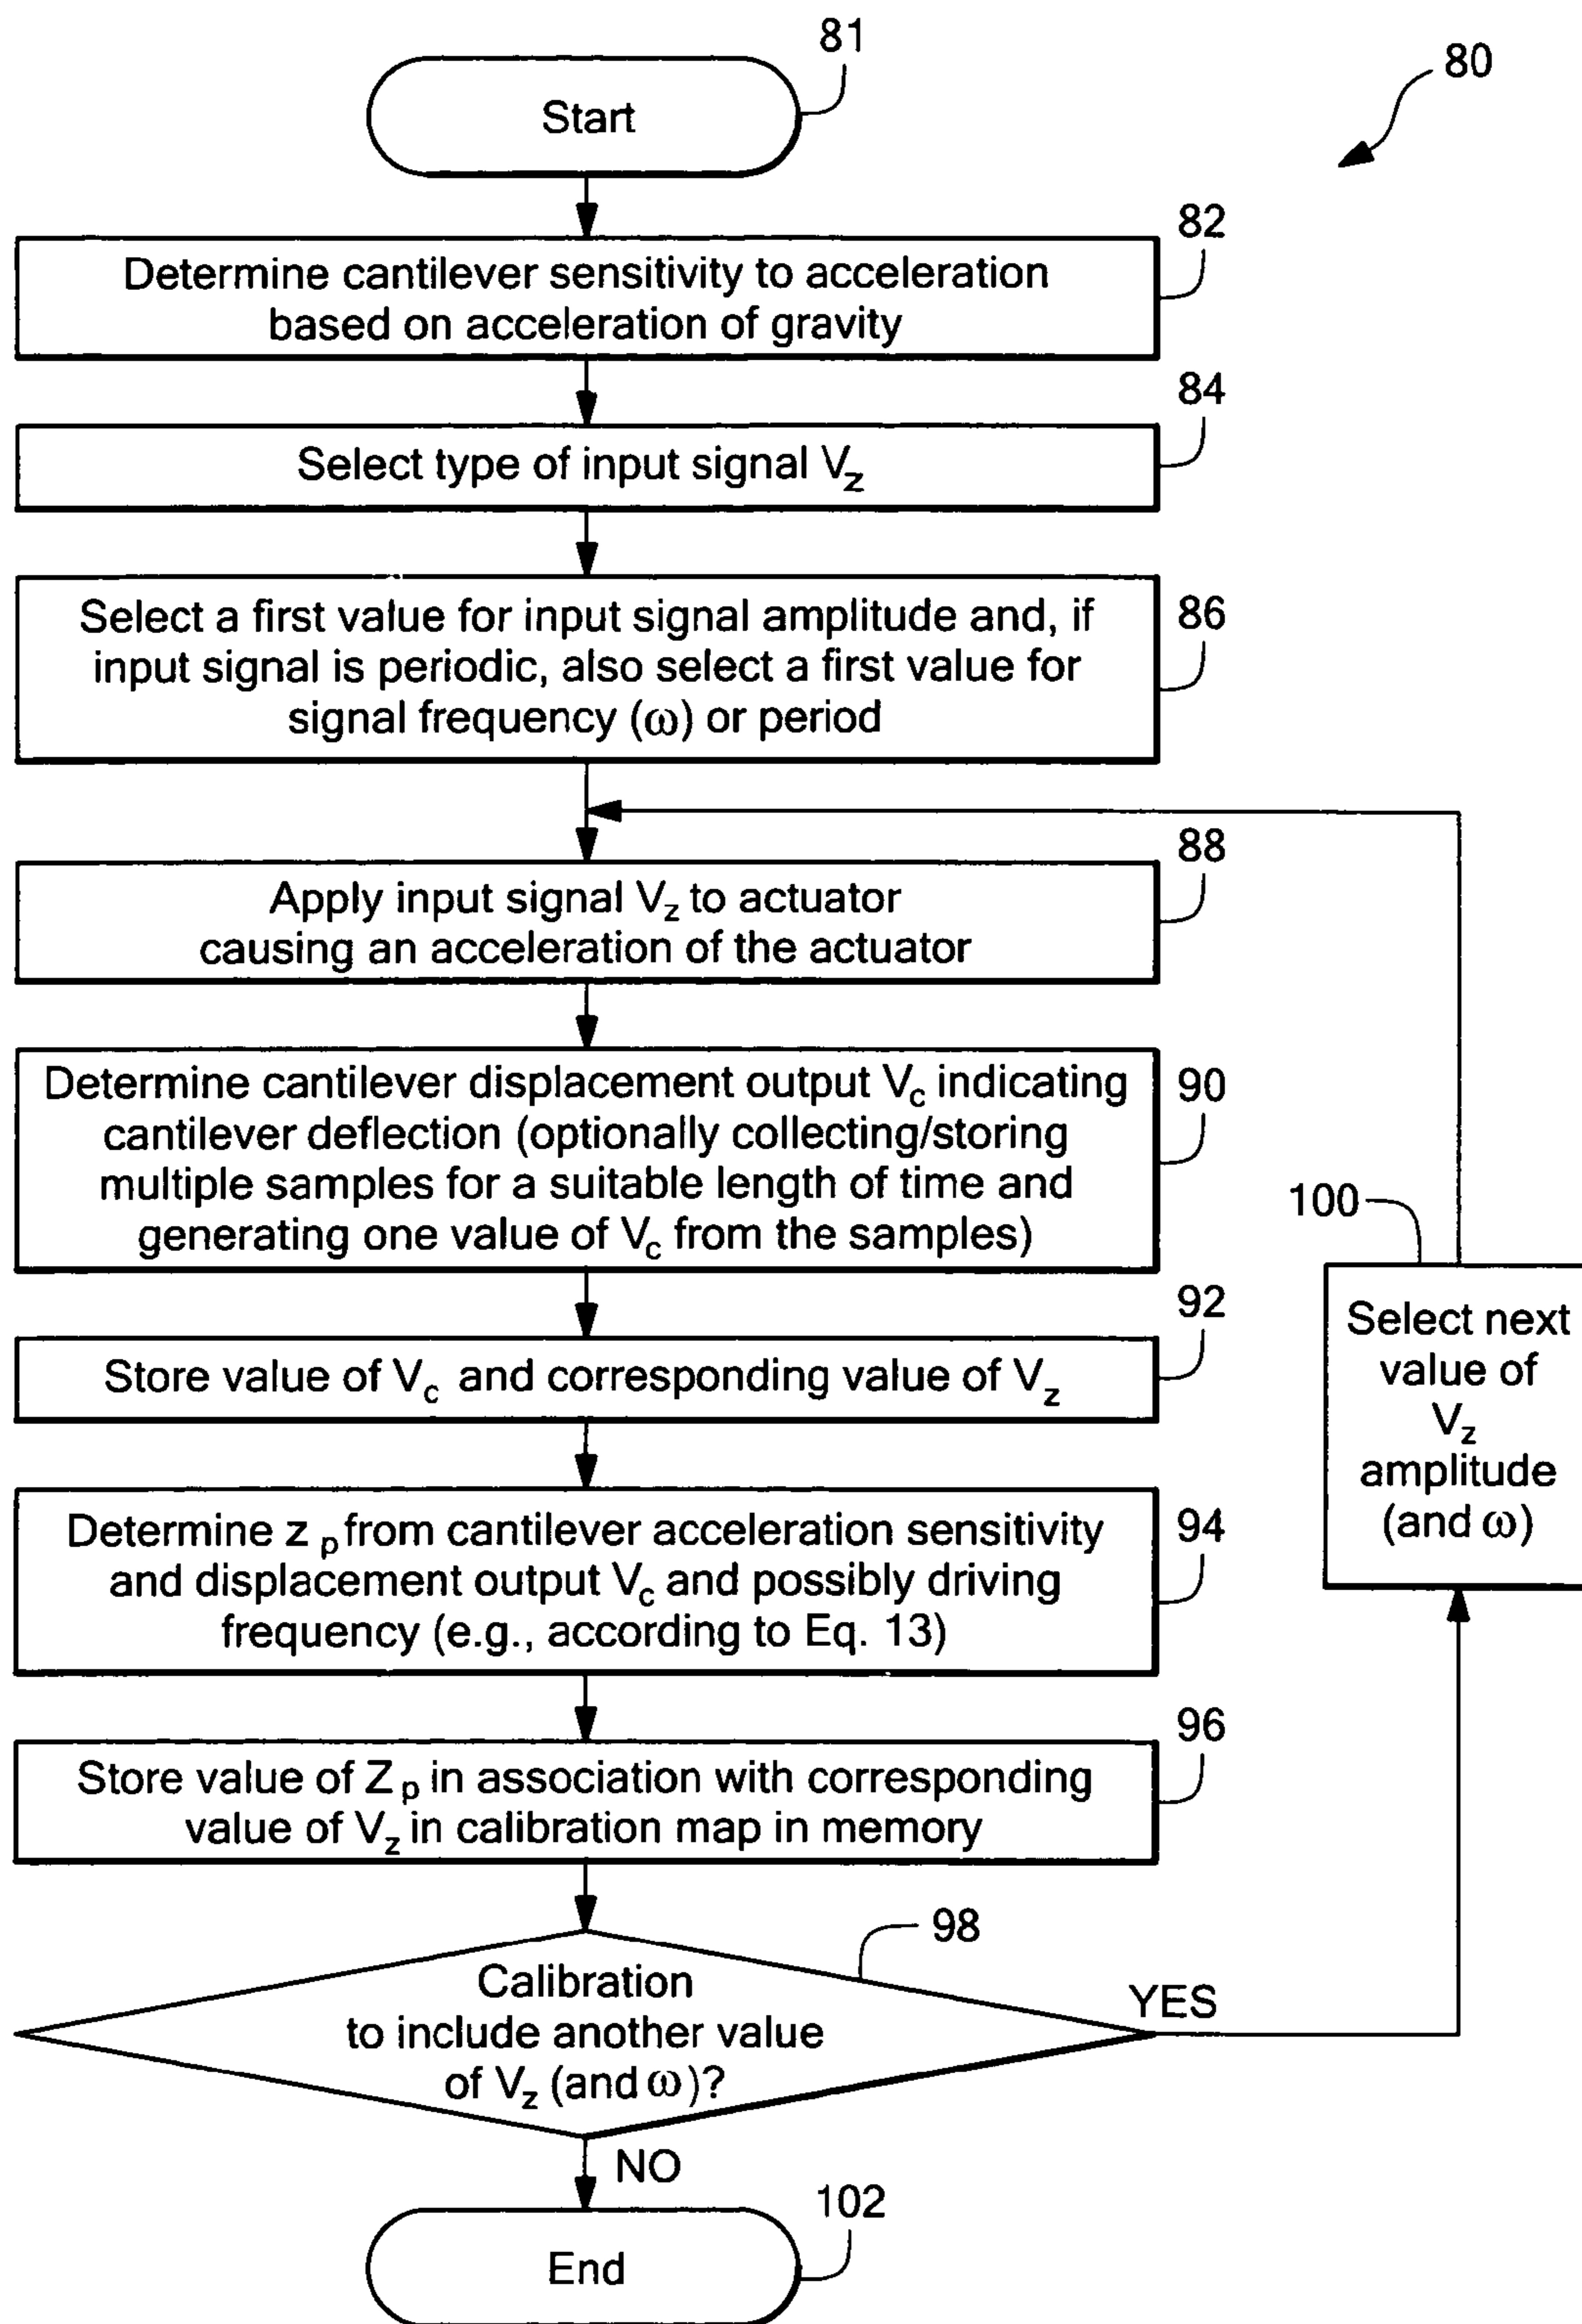 81
80
Start
82
Determine cantilever sensitivity to acceleration
based on acceleration of gravity
84
Select type of input signal Vz
86
Select a first value for input signal amplitude and, if
input signal is periodic, also select a first value for
signal frequency (ω) or period
88
Apply input signal Vz to actuator
causing an acceleration of the actuator
90
Determine cantilever displacement output Vc indicating
cantilever deflection (optionally collecting/storing
multiple samples for a suitable length of time and
generating one value of Vc from the samples)
100
Select next
value of
Vz
amplitude
(and ω)
92
Store value of Vc and corresponding value of Vz
94
Determine zp from cantilever acceleration sensitivity
and displacement output Vc and possibly driving
frequency (e.g., according to Eq. 13)
96
Store value of Zp in association with corresponding
value of Vz in calibration map in memory
98
Calibration
to include another value
of Vz (and ω)?
YES
NO
102
End